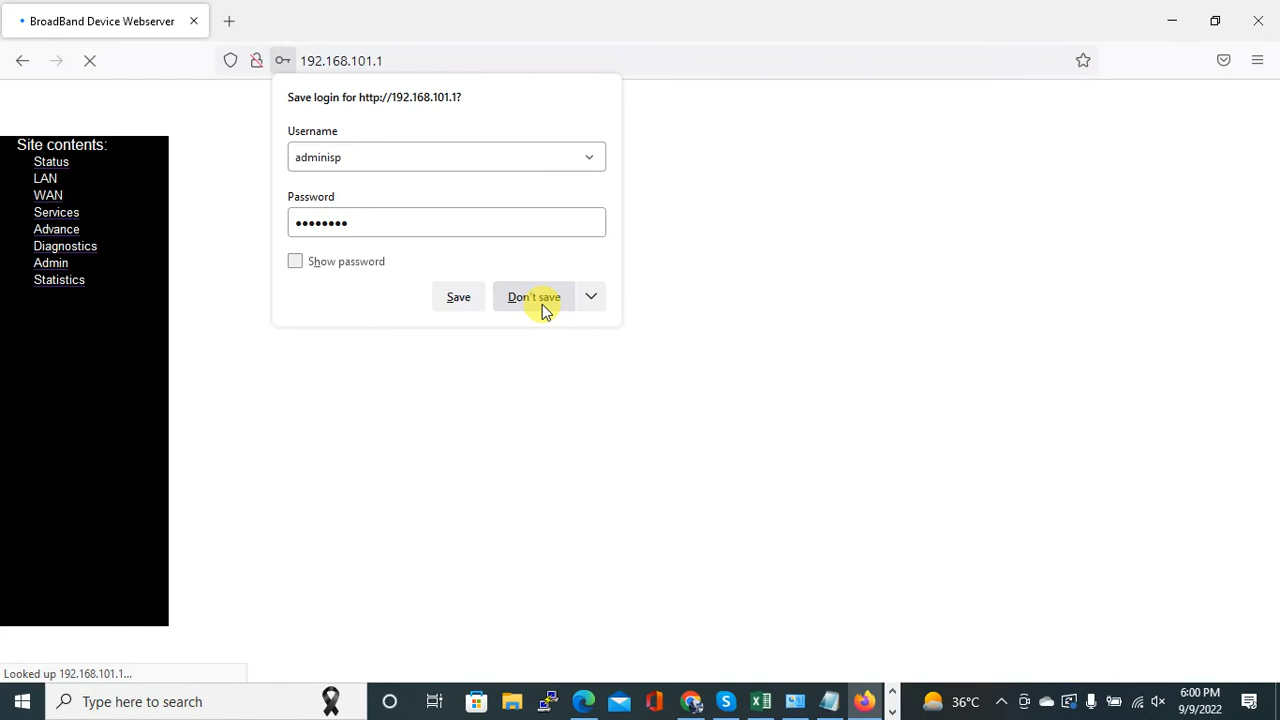 BroadBand Device Webserver
192.168.101.1
Save login for http://192.168.101.1?
Username
adminisp
Password
••••••••
Show password
Save
Don't save
Site contents:
Status
LAN
WAN
Services
Advance
Diagnostics
Admin
Statistics
Looked up 192.168.101.1...
Type here to search
36°C
6:00 PM
9/9/2022